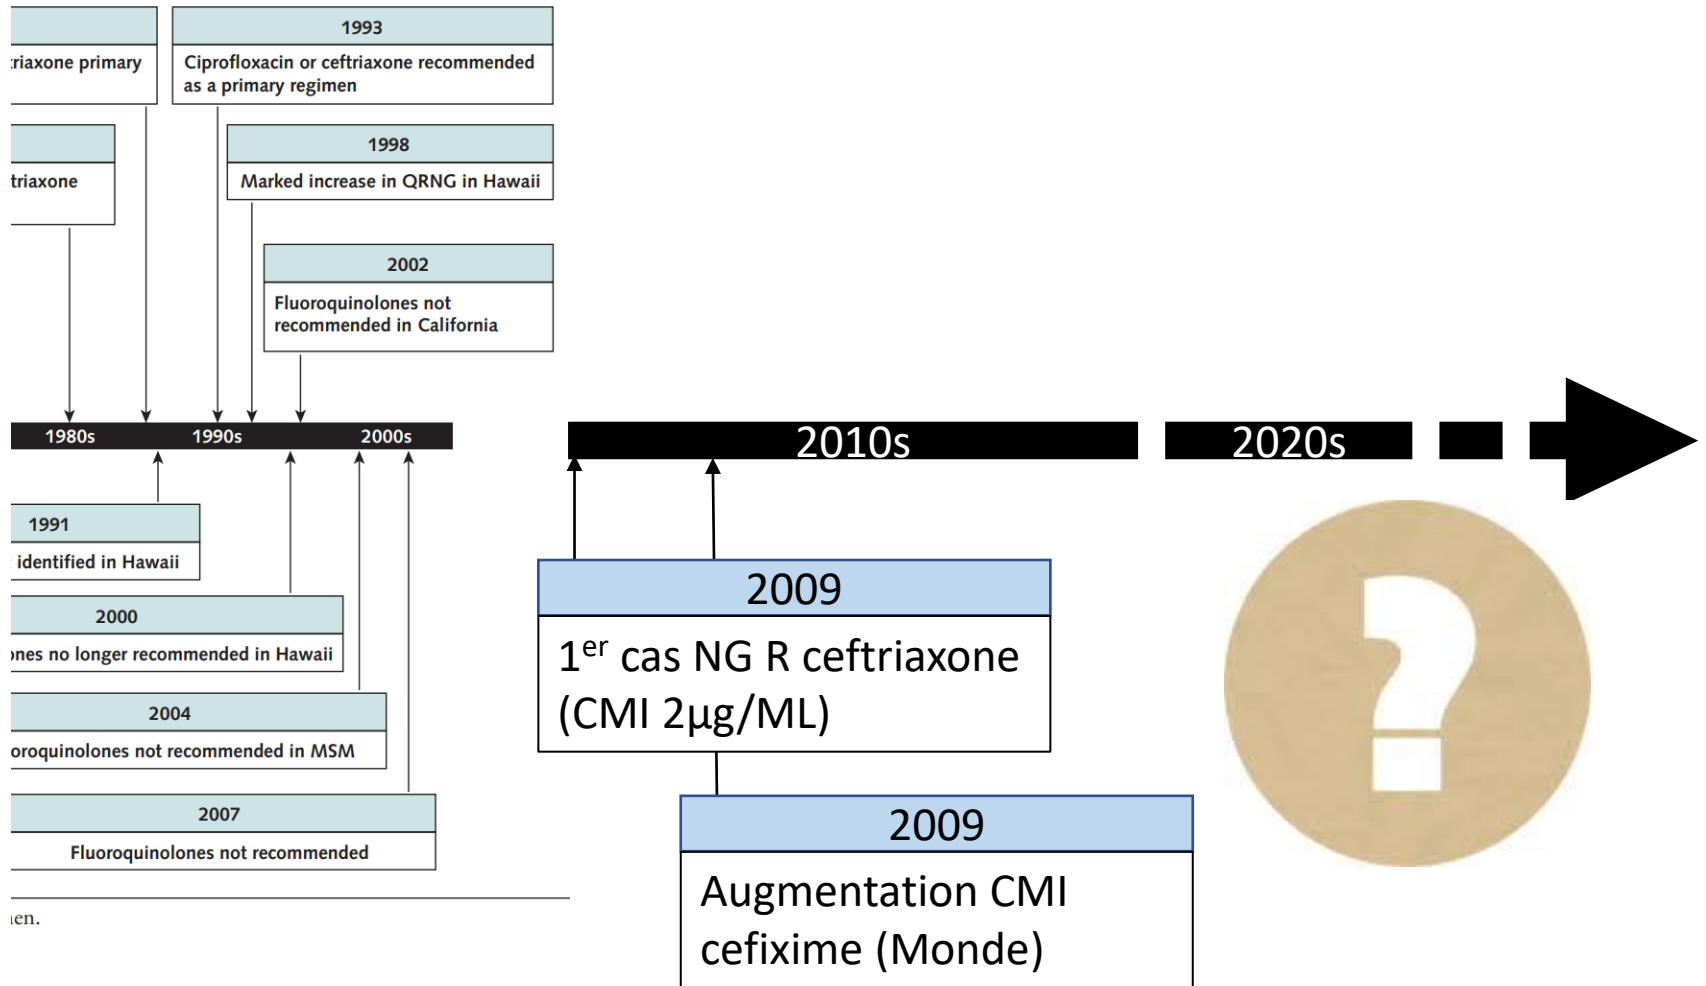 1993
triaxone primary
Ciprofloxacin or ceftriaxone recommended
as a primary regimen
1998
triaxone
Marked increase in QRNG in Hawaii
2002
Fluoroquinolones not
recommended in California
1980s
1990s
2000s
2010s
2020s
1991
identified in Hawaii
2000
ones no longer recommended in Hawaii
2004
oroquinolones not recommended in MSM
2007
Fluoroquinolones not recommended
en.
2009
1er cas NG R ceftriaxone
(CMI 2µg/ML)
2009
Augmentation CMI
cefixime (Monde)
?